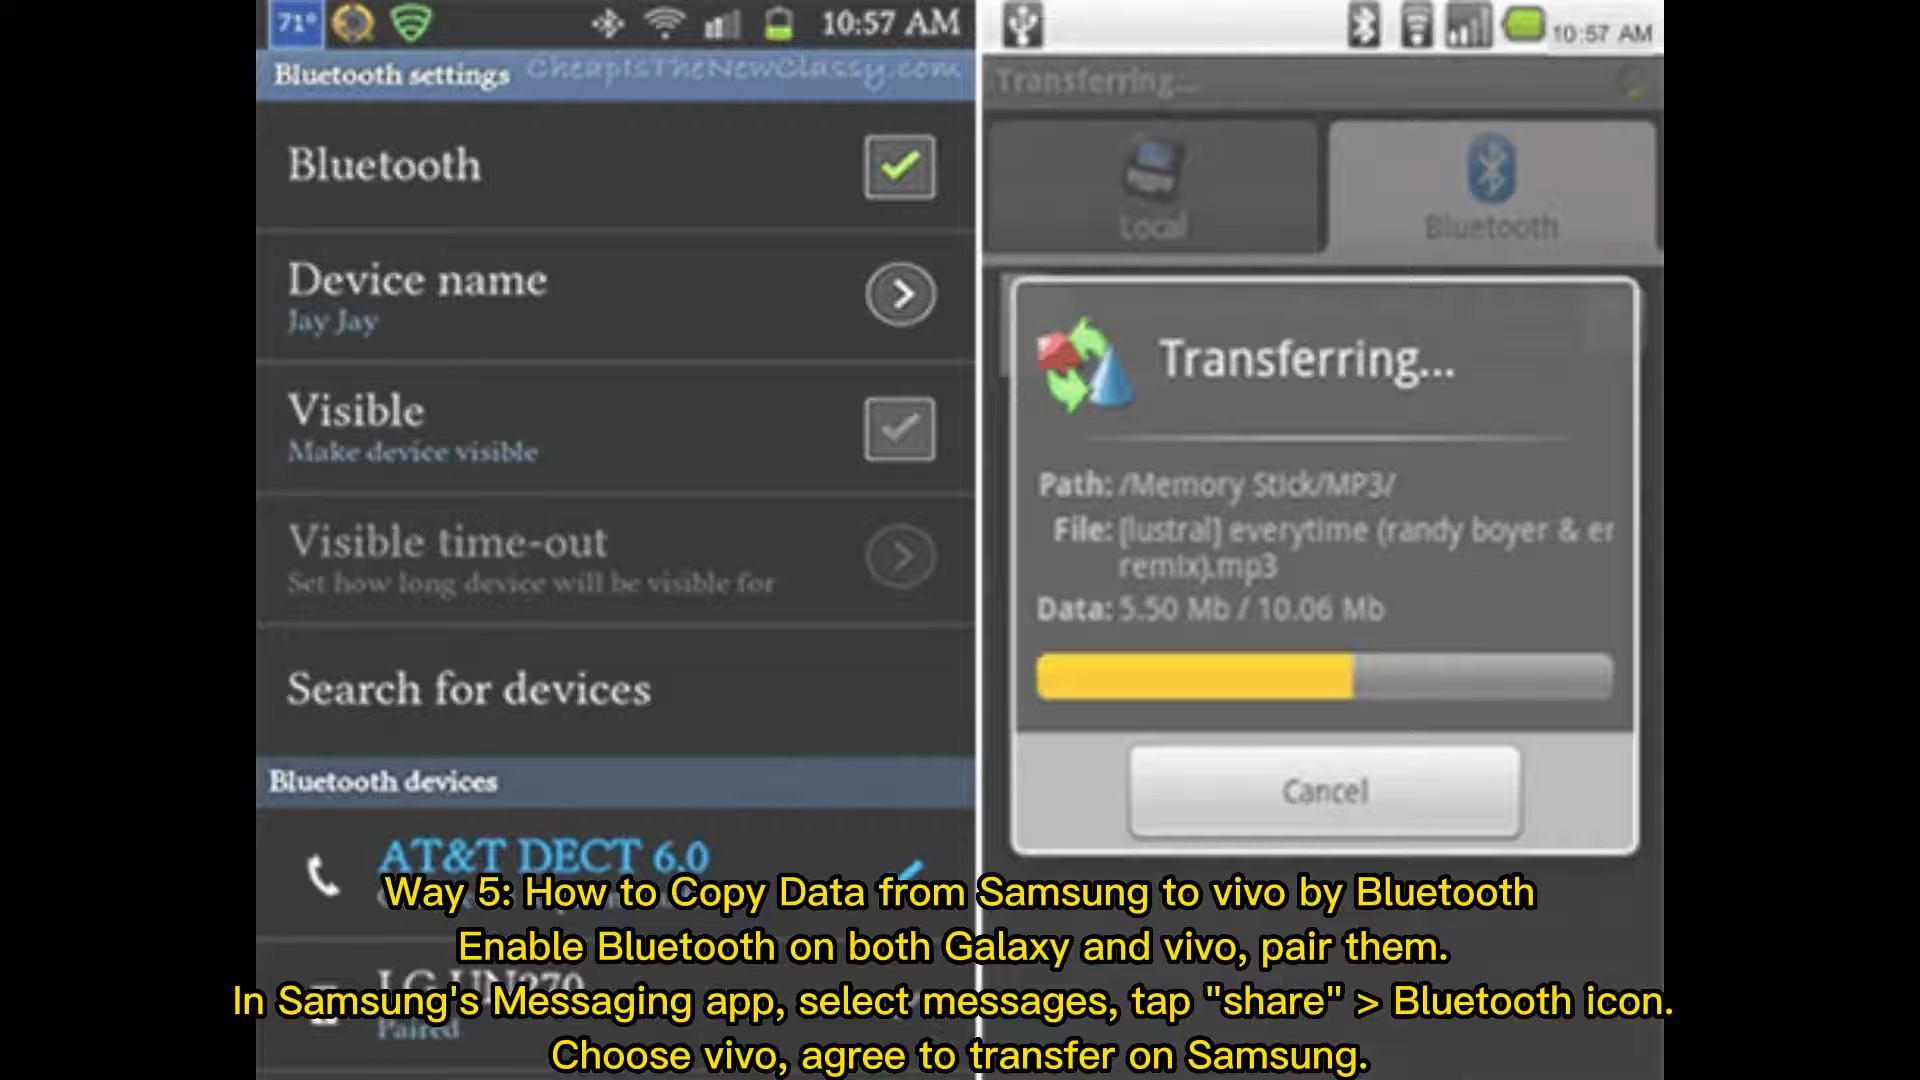 71°
10:57 AM
Bluetooth settings
CheapIsTheNewClassy.com
Bluetooth
Device name
Jay Jay
Visible
Make device visible
Visible time-out
Set how long device will be visible for
Search for devices
Bluetooth devices
AT&T DECT 6.0
LG UN270
Paired
10:57 AM
Transferring...
Local
Bluetooth
Transferring...
Path: /Memory Stick/MP3/
File: [lustral] everytime (randy boyer & er
remix).mp3
Data: 5.50 Mb / 10.06 Mb
Cancel
Way 5: How to Copy Data from Samsung to vivo by Bluetooth
Enable Bluetooth on both Galaxy and vivo, pair them.
In Samsung's Messaging app, select messages, tap "share" > Bluetooth icon.
Choose vivo, agree to transfer on Samsung.